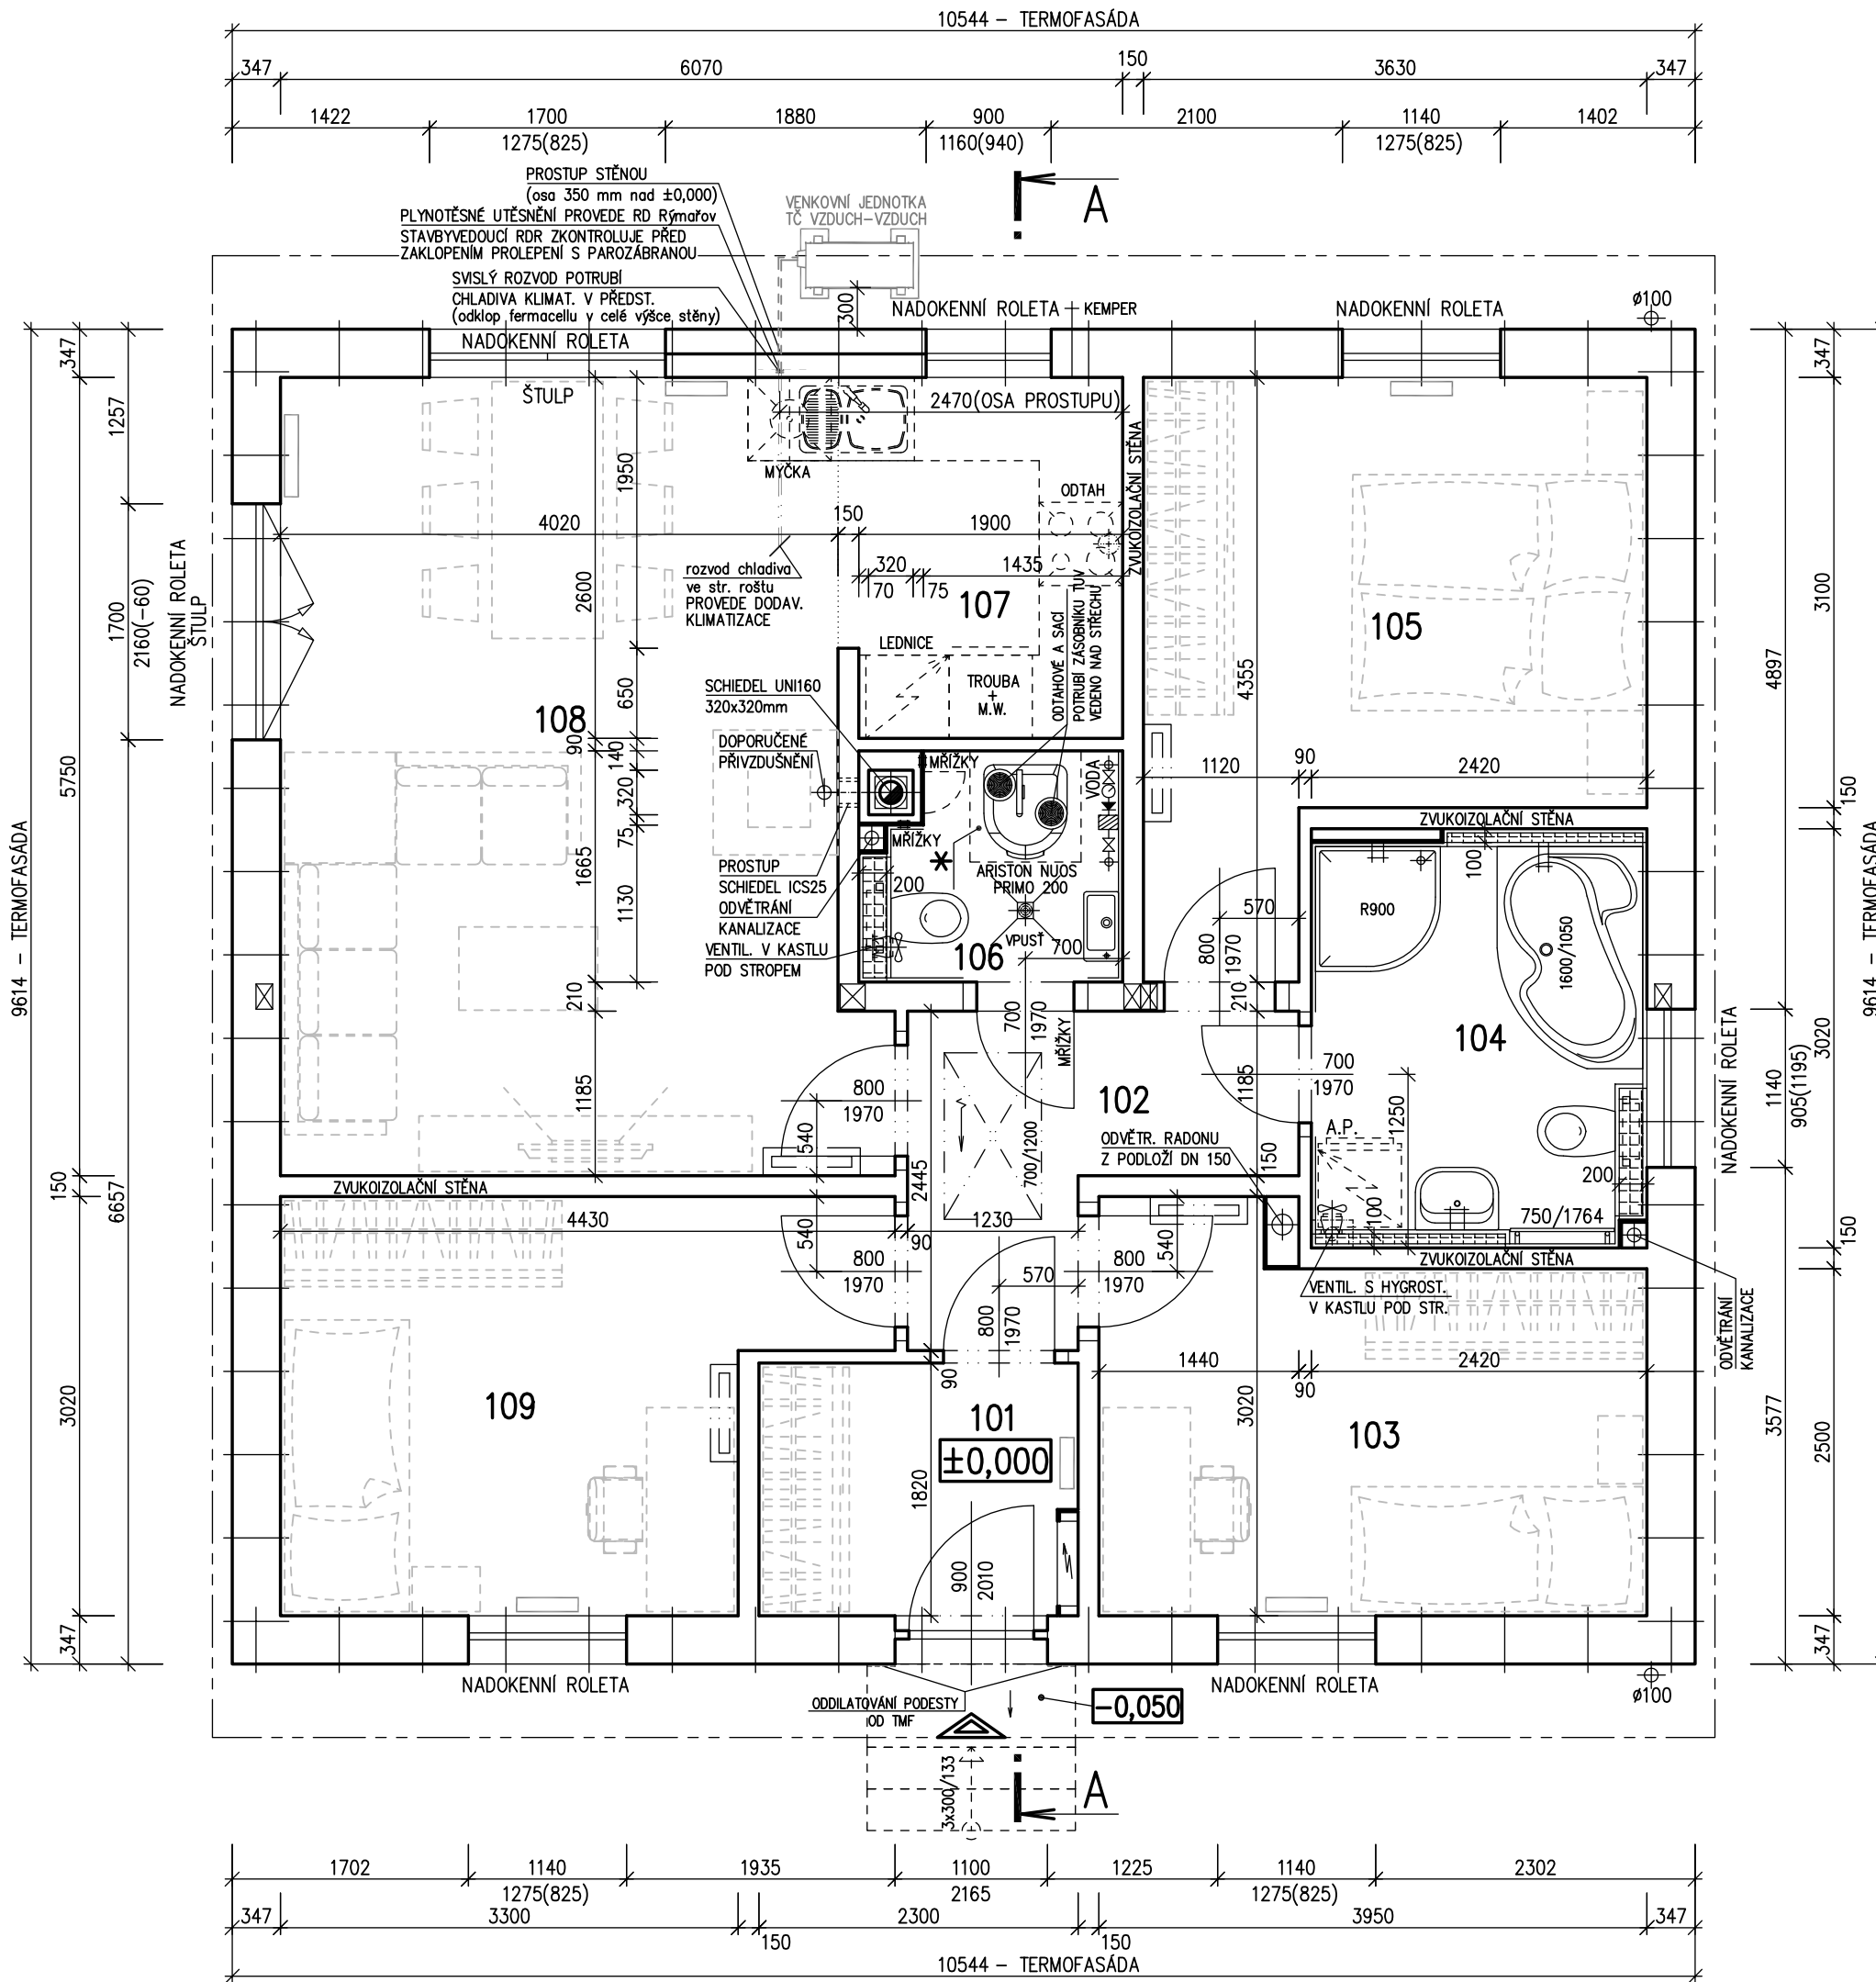 10544 – TERMOFASÁDA
347
6070
150
3630
347
1422
1700
1880
900
2100
1140
1402
1275(825)
1160(940)
1275(825)
PROSTUP STĚNOU
(osa 350 mm nad ±0,000)
PLYNOTĚSNÉ UTĚSNĚNÍ PROVEDE RD Rýmařov
STAVBYVEDOUCÍ RDR ZKONTROLUJE PŘED
ZAKLOPENÍM PROLEPENÍ S PAROZÁBRANOU
SVISLÝ ROZVOD POTRUBÍ
CHLADIVA KLIMAT. V PŘEDST.
(odklop fermacellu v celé výšce stěny)
VENKOVNÍ JEDNOTKA
TČ VZDUCH–VZDUCH
300
A
NADOKENNÍ ROLETA
NADOKENNÍ ROLETA
KEMPER
NADOKENNÍ ROLETA
ø100
ŠTULP
2470(OSA PROSTUPU)
MYČKA
ODTAH
ZVUKOIZOLAČNÍ STĚNA
1950
4020
150
1900
320
1435
70
75
rozvod chladiva
ve str. roštu
PROVEDE DODAV.
KLIMATIZACE
107
105
108
2600
650
LEDNICE
TROUBA
+
M.W.
ODTAHOVÉ A SACÍ
POTRUBÍ ZÁSOBNÍKU TUV
VEDENO NAD STŘECHU
4355
SCHIEDEL UNI160
320x320mm
DOPORUČENÉ
PŘIVZDUŠNĚNÍ
90
140
320
75
1665
1130
MŘÍŽKY
VODA
MŘÍŽKY
*
ARISTON NUOS
PRIMO 200
200
PROSTUP
SCHIEDEL ICS25
ODVĚTRÁNÍ
KANALIZACE
VENTIL. V KASTLU
POD STROPEM
VPUSŤ
700
106
1120
90
2420
ZVUKOIZOLAČNÍ STĚNA
100
R900
1600/1050
570
800
1970
210
210
700
1970
MŘÍŽKY
104
102
700
1970
1185
1185
1250
800
1970
540
2445
700/1200
ODVĚTR. RADONU
Z PODLOŽÍ DN 150
150
A.P.
200
100
750/1764
ZVUKOIZOLAČNÍ STĚNA
ZVUKOIZOLAČNÍ STĚNA
4430
90
1230
540
800
1970
570
800
1970
540
800
1970
VENTIL. S HYGROST.
V KASTLU POD STR.
ODVĚTRÁNÍ
KANALIZACE
109
101
±0,000
103
90
1820
1440
90
2420
3020
900
2010
NADOKENNÍ ROLETA
NADOKENNÍ ROLETA
ø100
ODDILATOVÁNÍ PODESTY
OD TMF
–0,050
3x300/133
A
9614 – TERMOFASÁDA
347
5750
150
3020
347
1257
1700
2160(–60)
6657
NADOKENNÍ ROLETA
ŠTULP
NADOKENNÍ ROLETA
4897
1140
905(1195)
3577
347
3100
150
3020
150
2500
347
9614 – TERMOFASÁDA
1702
1140
1935
1100
1225
1140
2302
1275(825)
2165
1275(825)
347
3300
150
2300
150
3950
347
10544 – TERMOFASÁDA